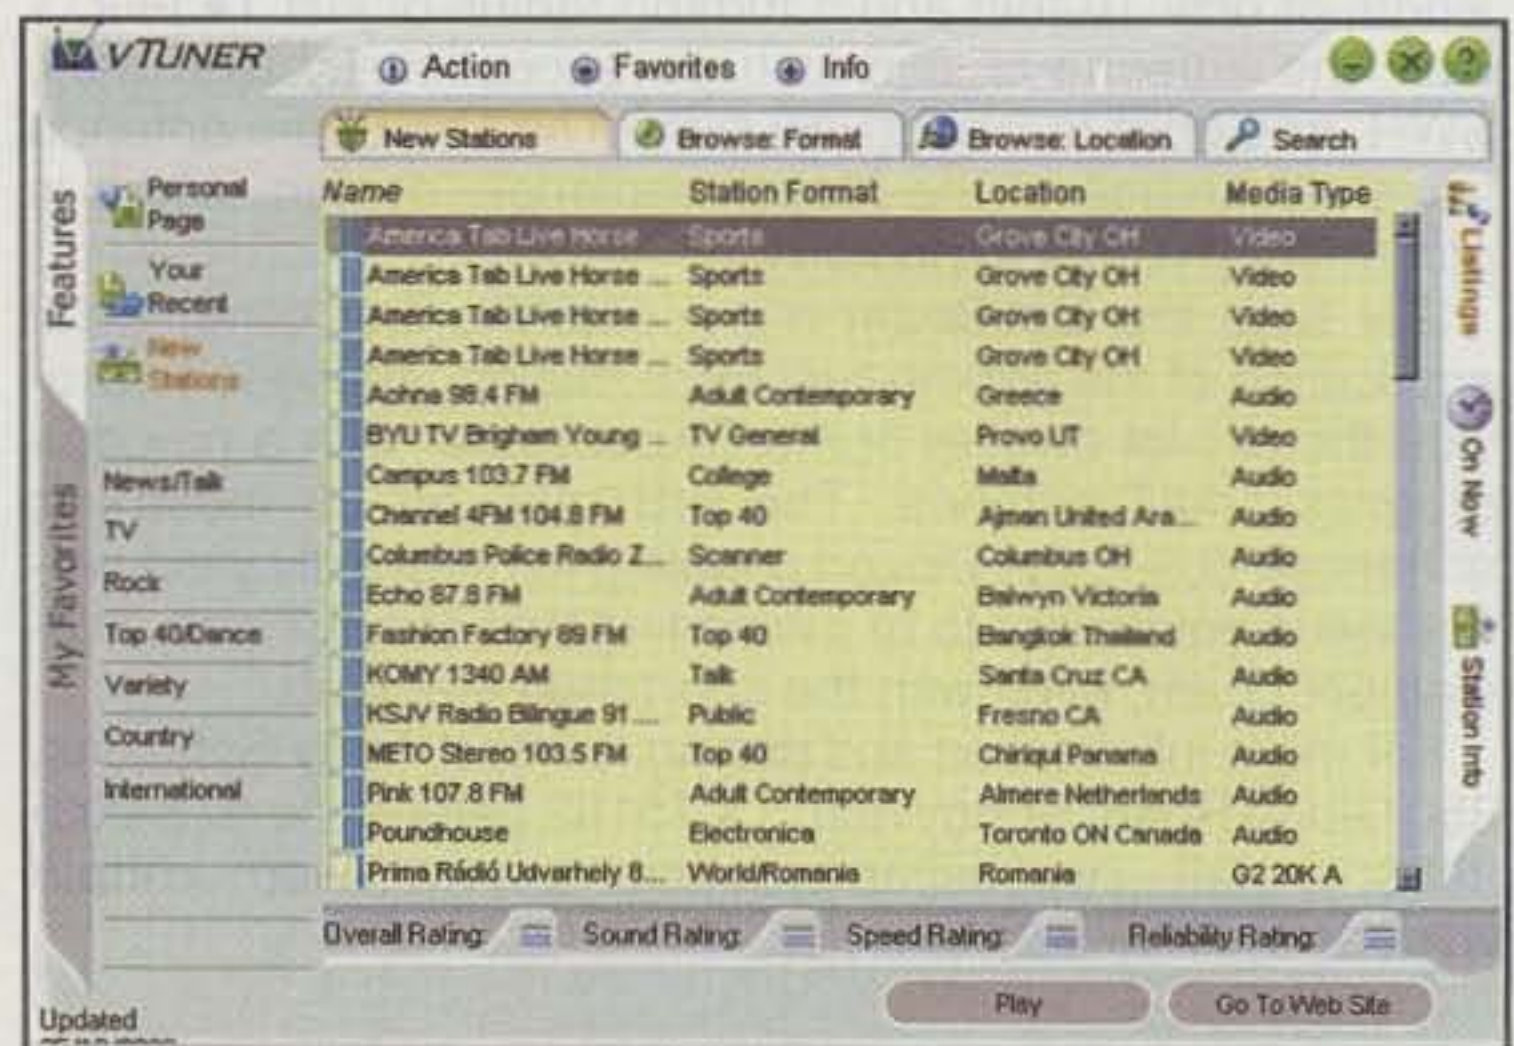 vTUNER
Action Favorites Info
New Stations Browse: Format Browse: Location Search
Features
My Favorites
Personal
Page
Your
Recent
New
Stations
News/Talk
TV
Rock
Top 40/Dance
Variety
Country
International
Name Station Format Location Media Type
America Tab Live Horse Sports Grove City OH Video
America Tab Live Horse ... Sports Grove City OH Video
America Tab Live Horse ... Sports Grove City OH Video
America Tab Live Horse ... Sports Grove City OH Video
Aohna 98.4 FM Adult Contemporary Greece Audio
BYU TV Brigham Young ... TV General Provo UT Video
Campus 103.7 FM College Malta Audio
Channel 4FM 104.8 FM Top 40 Ajman United Ara... Audio
Columbus Police Radio Z... Scanner Columbus OH Audio
Echo 87.8 FM Adult Contemporary Balwyn Victoria Audio
Fashion Factory 89 FM Top 40 Bangkok Thailand Audio
KOMY 1340 AM Talk Santa Cruz CA Audio
KSJV Radio Bilingue 91.... Public Fresno CA Audio
METO Stereo 103.5 FM Top 40 Chiriqui Panama Audio
Pink 107.8 FM Adult Contemporary Almere Netherlands Audio
Poundhouse Electronica Toronto ON Canada Audio
Prima Rádió Udvarhely 8... World/Romania Romania G2 20K A
Listings
On Now
Station Info
Overall Rating: Sound Rating: Speed Rating: Reliability Rating:
Play Go To Web Site
Updated